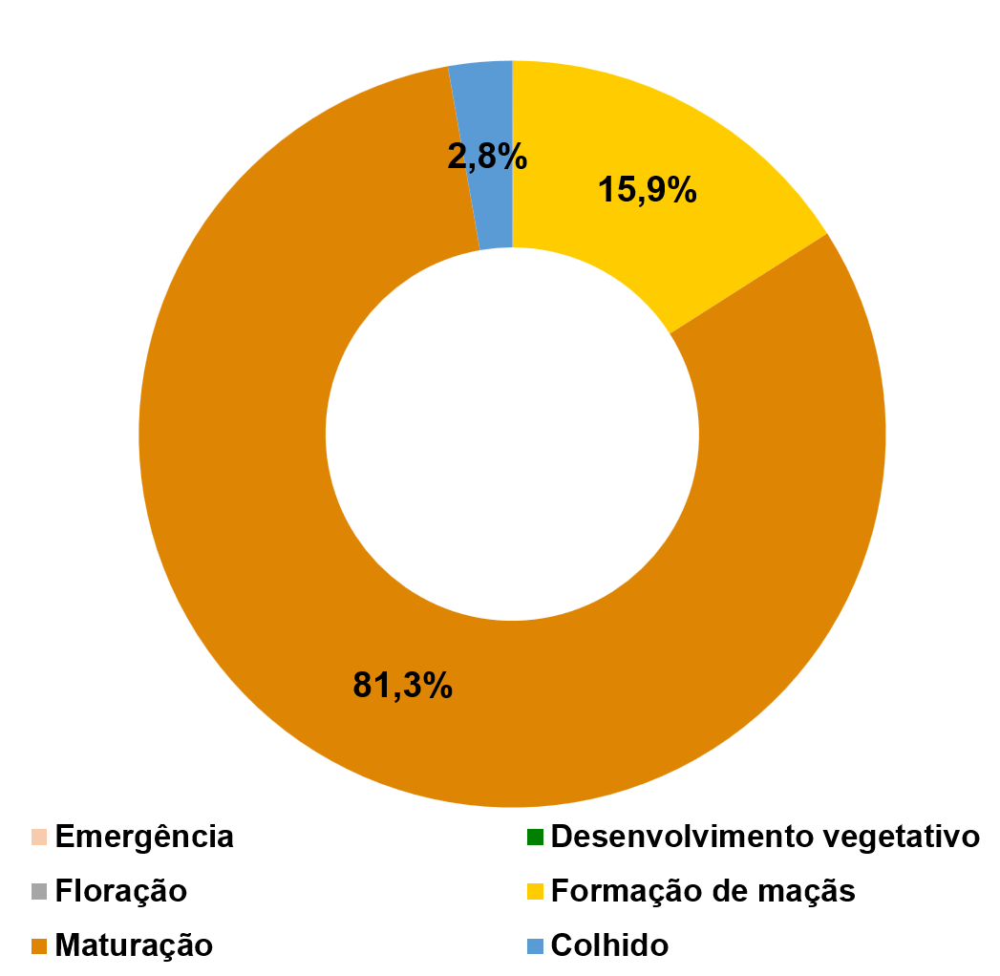 2,8%
15,9%
81,3%
Emergência
Desenvolvimento vegetativo
Floração
Formação de maçãs
Maturação
Colhido